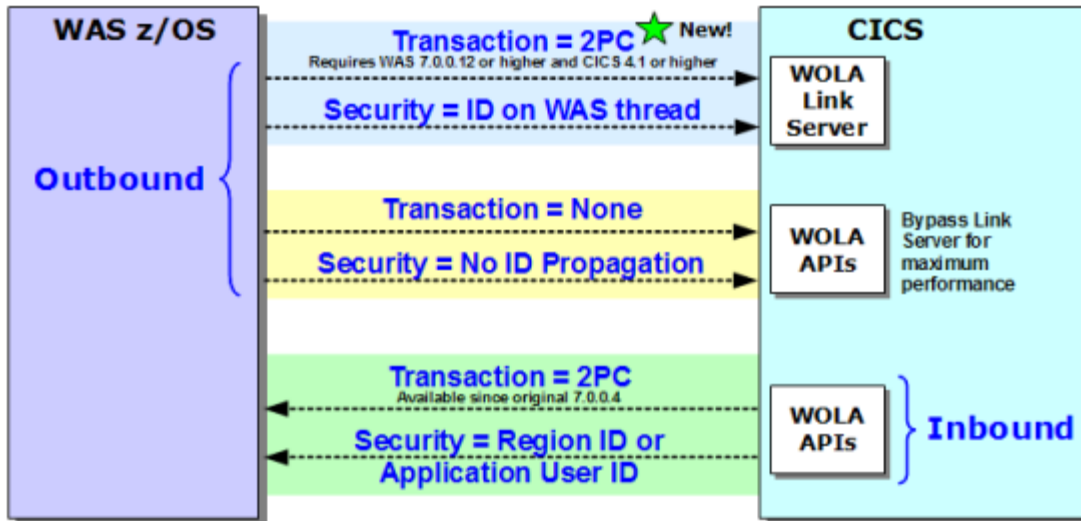 WAS z/OS
CICS
Transaction = 2PC
New!
Requires WAS 7.0.0.12 or higher and CICS 4.1 or higher
Security = ID on WAS thread
WOLA
Link
Server
Outbound
Transaction = None
Security = No ID Propagation
WOLA
APIs
Bypass Link
Server for
maximum
performance
Transaction = 2PC
Available since original 7.0.0.4
Security = Region ID or
Application User ID
WOLA
APIs
Inbound